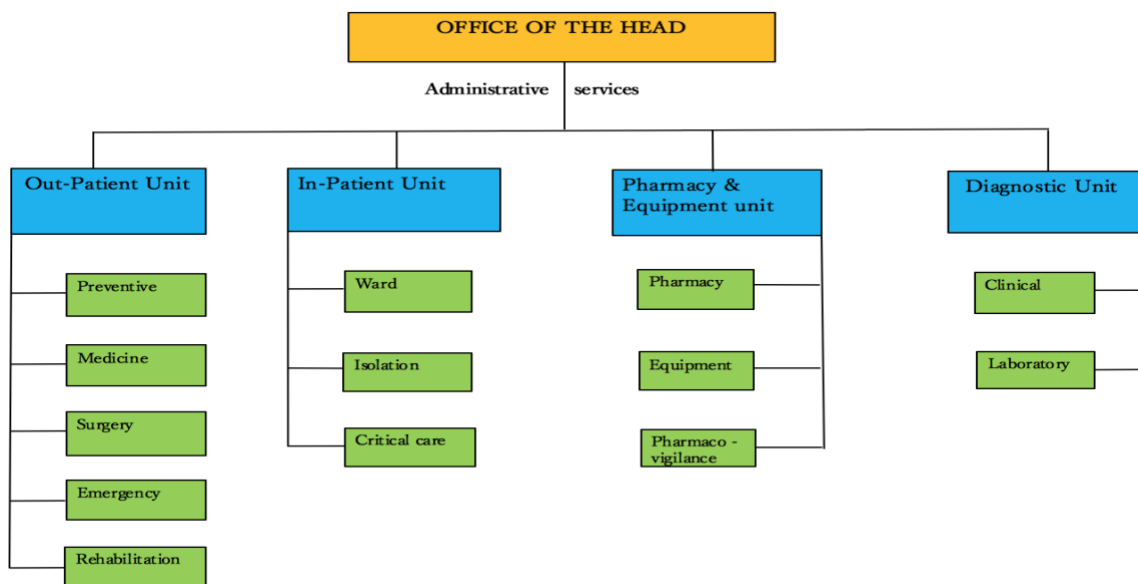 OFFICE OF THE HEAD
Administrative services
Out-Patient Unit
In-Patient Unit
Pharmacy &
Equipment unit
Diagnostic Unit
Preventive
Medicine
Surgery
Emergency
Rehabilitation
Ward
Isolation
Critical care
Pharmacy
Equipment
Pharmaco -
vigilance
Clinical
Laboratory